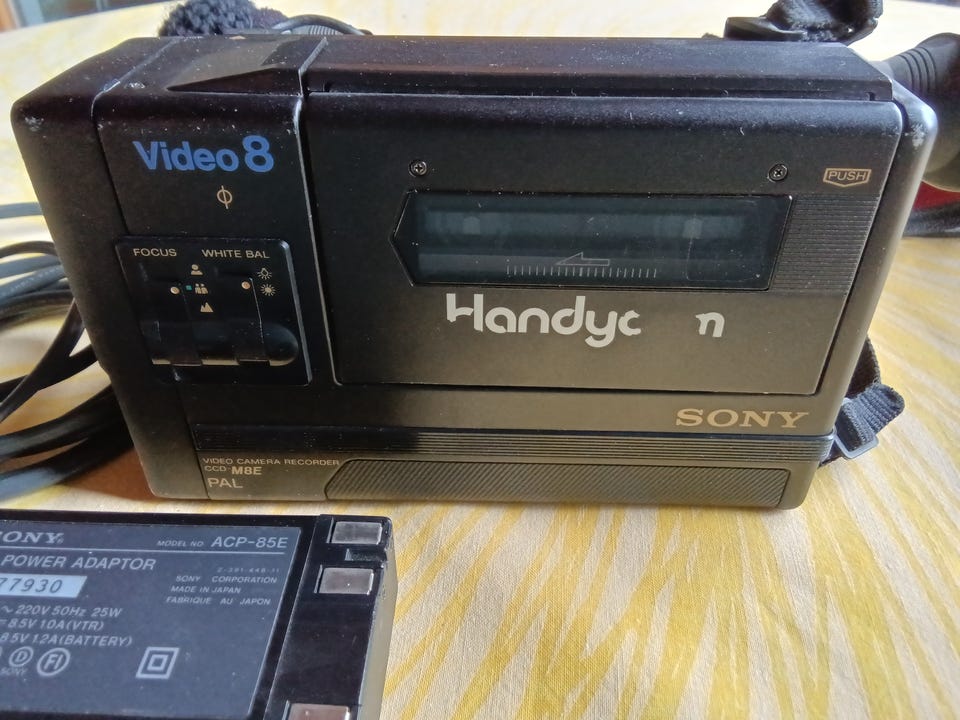 Video 8
PUSH
FOCUS WHITE BAL
Handyc n
SONY
VIDEO CAMERA RECORDER
CCD-M8E
PAL
ONY
MODEL NO. ACP-85E
POWER ADAPTOR
2-391-448-11
77930
SONY CORPORATION
MADE IN JAPAN
FABRIQUE AU JAPON
~ 220V 50Hz 25W
8.5V 1.0A(VTR)
8.5V 1.2A(BATTERY)
D FI
SONY